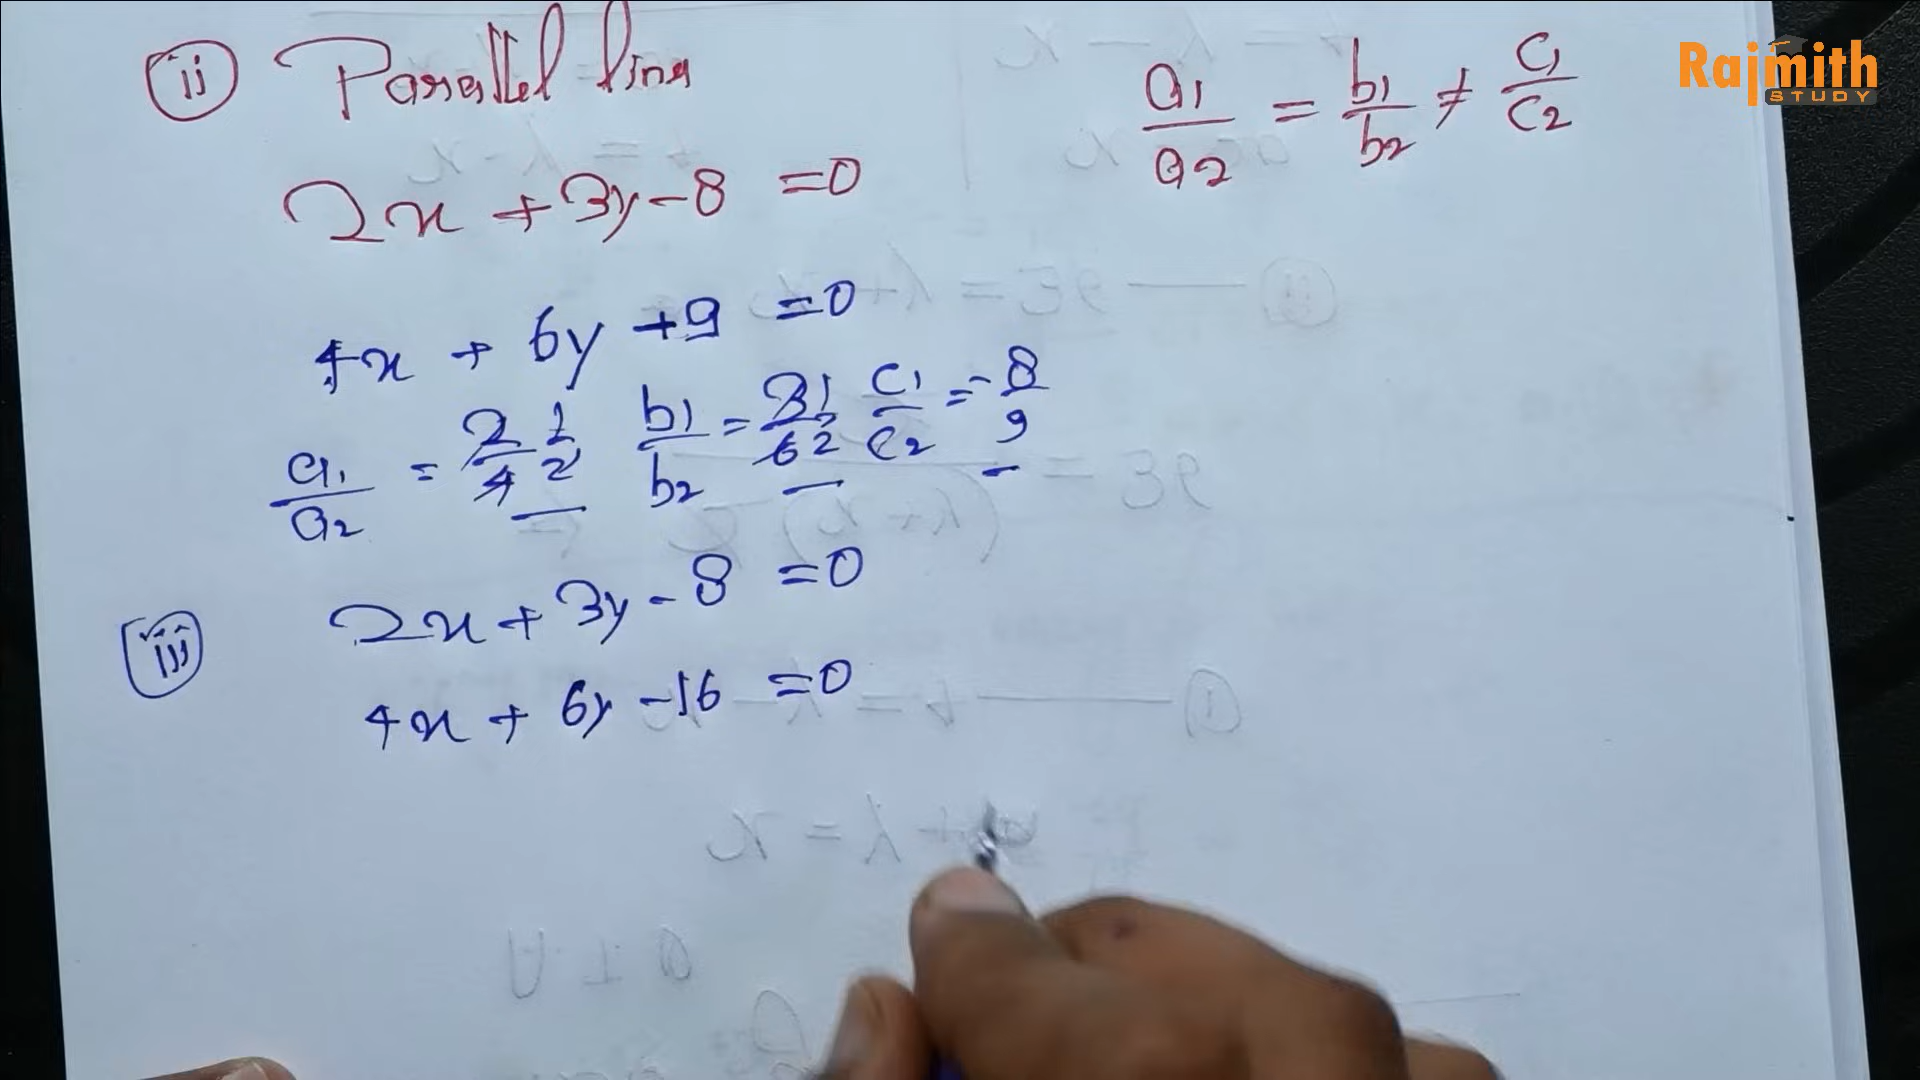 (ii) Parallel lines
a1/a2 = b1/b2 ≠ c1/c2
Rajmith
STUDY
2x + 3y - 8 = 0
4x + 6y + 9 = 0
a1/a2 = 2/4 1/2 b1/b2 = 3/6 1/2 c1/c2 = -8/9
(iii) 2x + 3y - 8 = 0
4x + 6y - 16 = 0